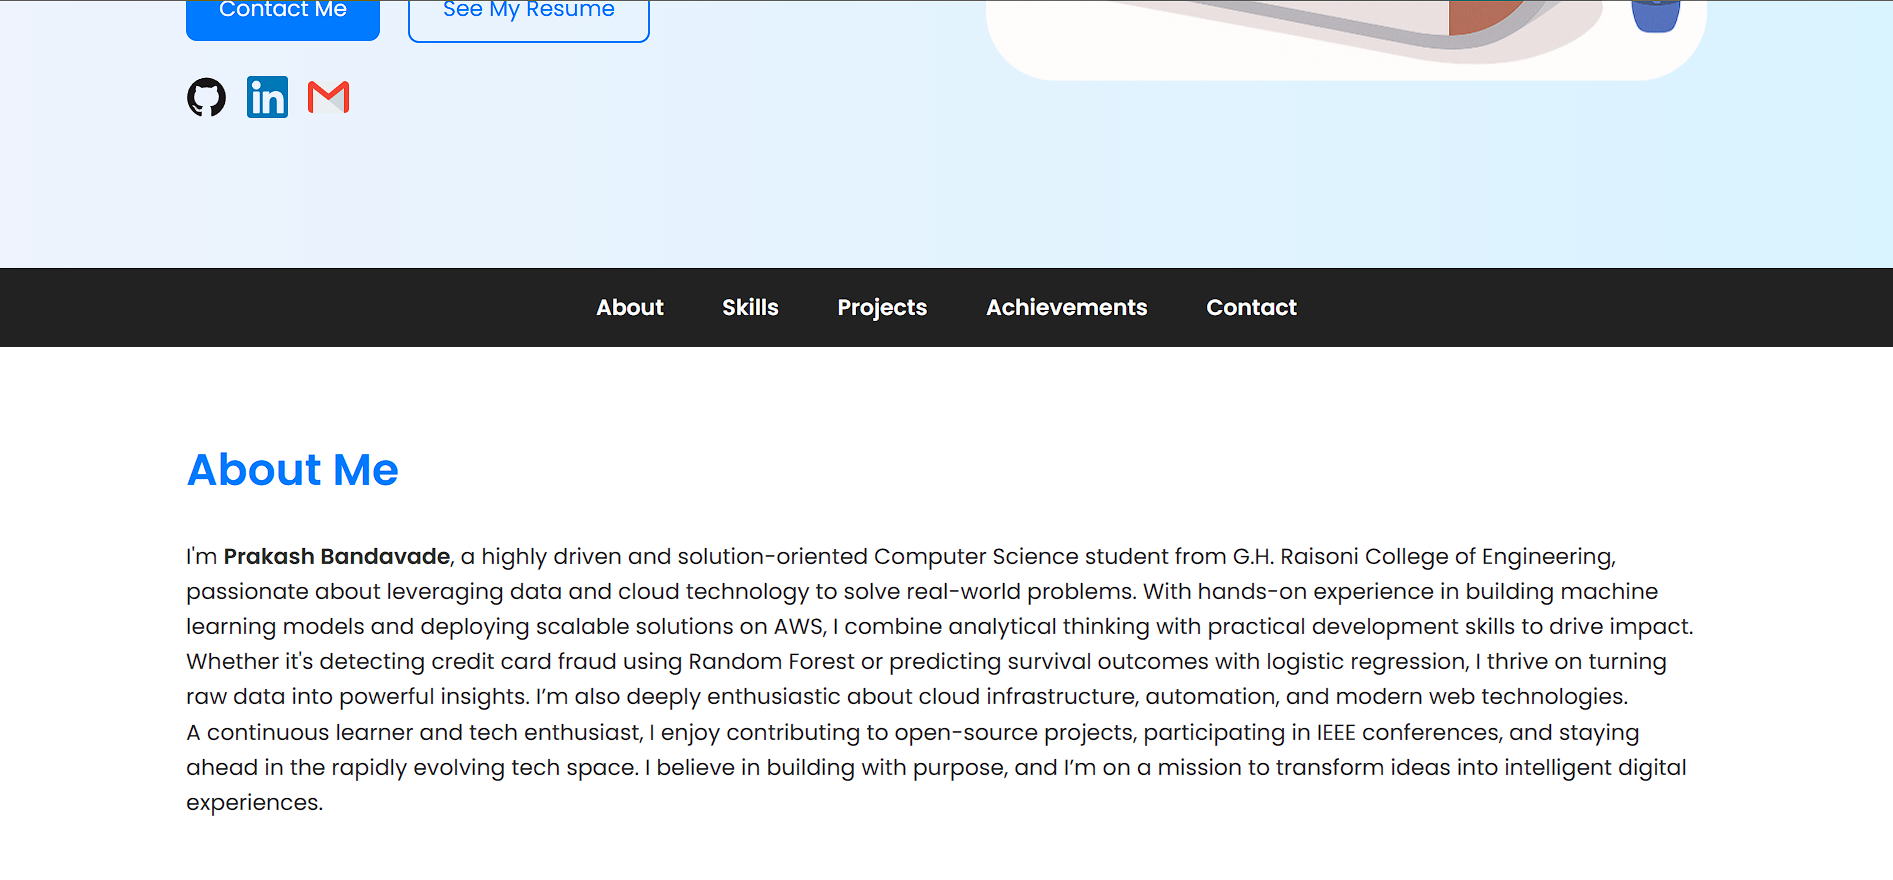 Contact Me
See My Resume
in
About
Skills
Projects
Achievements
Contact
About Me
I'm Prakash Bandavade, a highly driven and solution-oriented Computer Science student from G.H. Raisoni College of Engineering,
passionate about leveraging data and cloud technology to solve real-world problems. With hands-on experience in building machine
learning models and deploying scalable solutions on AWS, I combine analytical thinking with practical development skills to drive impact.
Whether it's detecting credit card fraud using Random Forest or predicting survival outcomes with logistic regression, I thrive on turning
raw data into powerful insights. I’m also deeply enthusiastic about cloud infrastructure, automation, and modern web technologies.
A continuous learner and tech enthusiast, I enjoy contributing to open-source projects, participating in IEEE conferences, and staying
ahead in the rapidly evolving tech space. I believe in building with purpose, and I’m on a mission to transform ideas into intelligent digital
experiences.